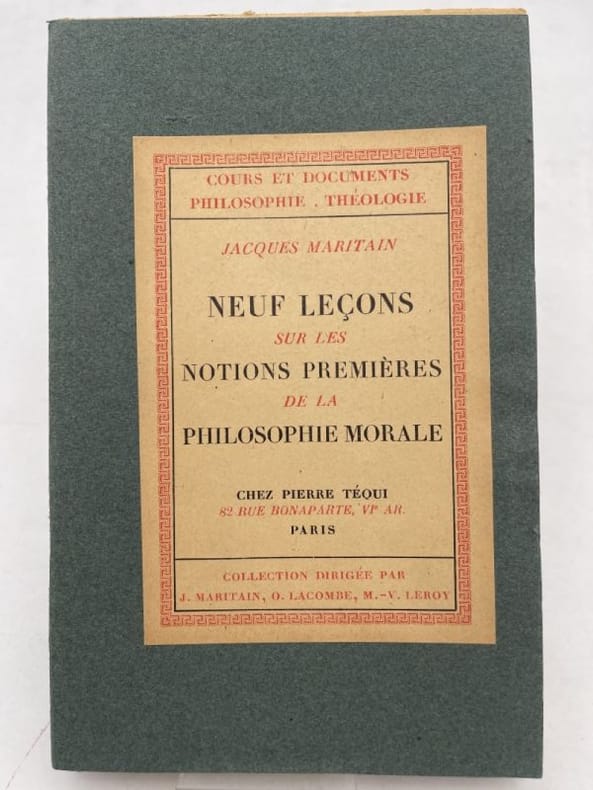 COURS ET DOCUMENTS
PHILOSOPHIE . THÉOLOGIE
JACQUES MARITAIN
NEUF LEÇONS
SUR LES
NOTIONS PREMIÈRES
DE LA
PHILOSOPHIE MORALE
CHEZ PIERRE TÉQUI
82 RUE BONAPARTE, VIe AR.
PARIS
COLLECTION DIRIGÉE PAR
J. MARITAIN, O. LACOMBE, M.-V. LEROY